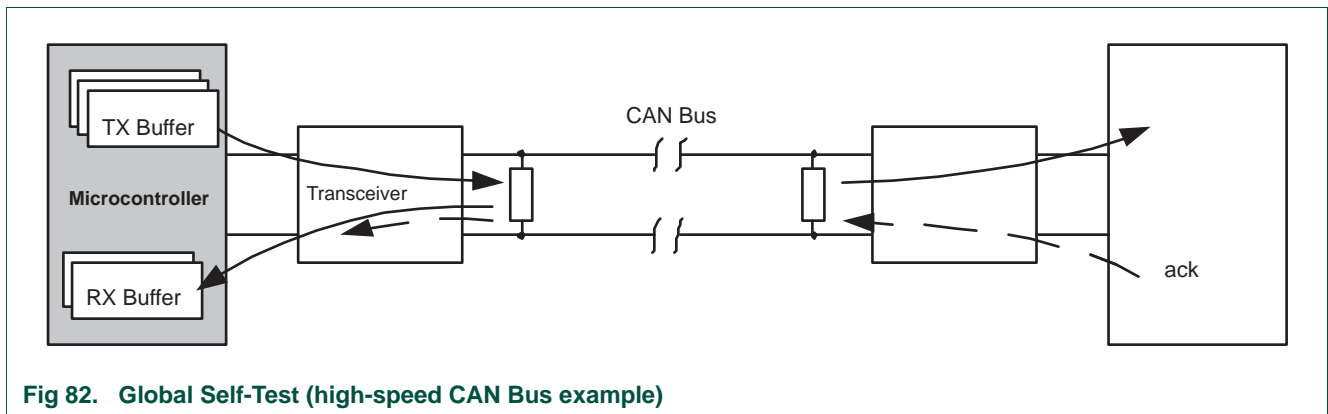 CAN Bus
TX Buffer
Microcontroller
Transceiver
RX Buffer
ack
Fig 82. Global Self-Test (high-speed CAN Bus example)